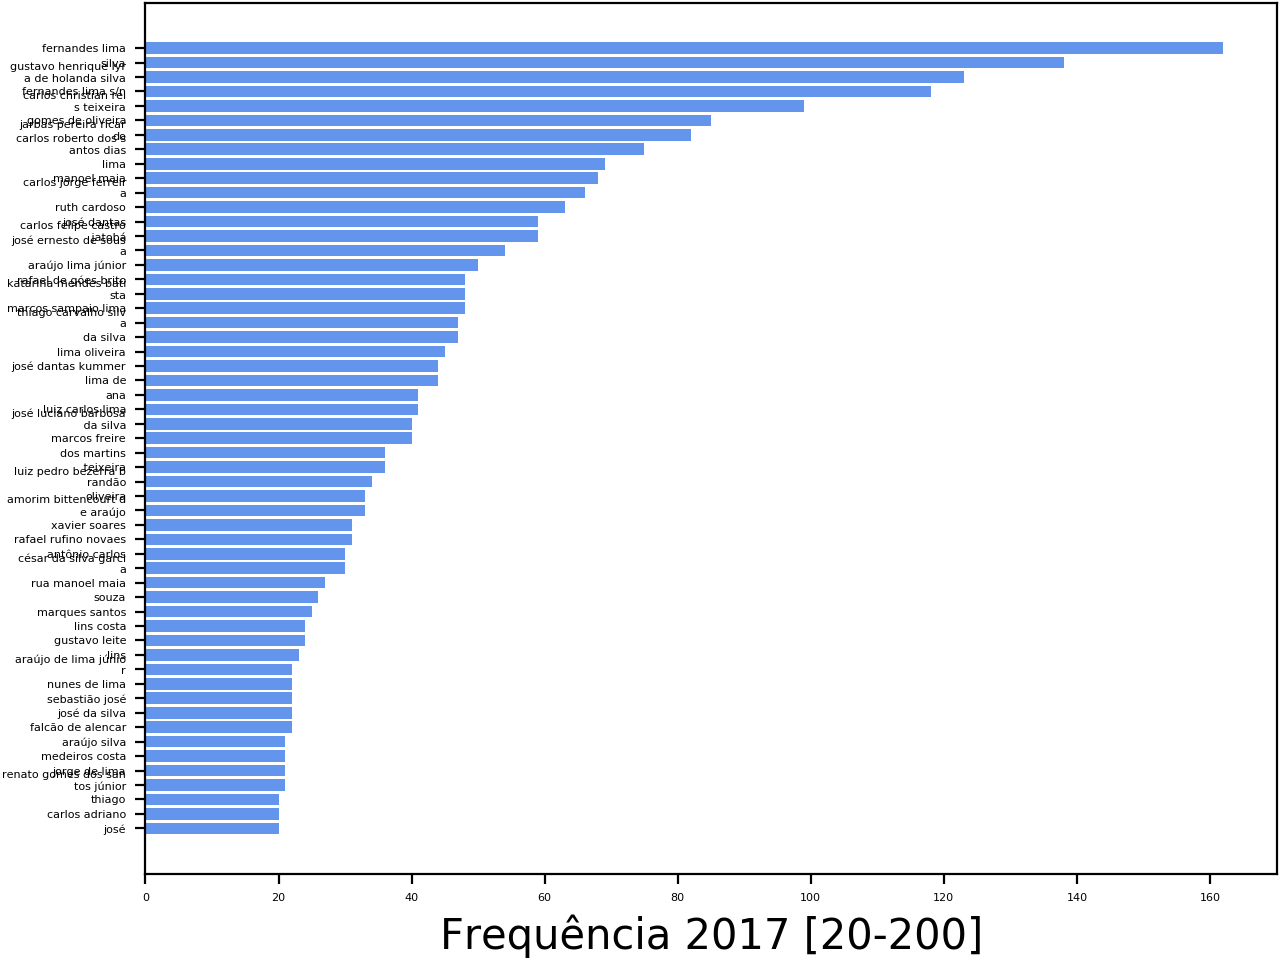 fernandes lima
silva
gustavo henrique lyr
a de holanda silva
fernandes lima s/n
carlos christian rei
s teixeira
gomes de oliveira
jarbas pereira ricar
do
carlos roberto dos s
antos dias
lima
manoel maia
carlos jorge ferreir
a
ruth cardoso
josé dantas
carlos felipe castro
jatobá
josé ernesto de sous
a
araújo lima júnior
rafael de góes brito
katarina mendes bati
sta
marcos sampaio lima
thiago carvalho silv
a
da silva
lima oliveira
josé dantas kummer
lima de
ana
luiz carlos lima
josé luciano barbosa
da silva
marcos freire
dos martins
teixeira
luiz pedro bezerra b
randão
oliveira
amorim bittencourt d
e araújo
xavier soares
rafael rufino novaes
antônio carlos
césar da silva garci
a
rua manoel maia
souza
marques santos
lins costa
gustavo leite
lins
araújo de lima júnio
r
nunes de lima
sebastião josé
josé da silva
falcão de alencar
araújo silva
medeiros costa
jorge de lima
renato gomes dos san
tos júnior
thiago
carlos adriano
josé
0 20 40 60 80 100 120 140 160
Frequência 2017 [20-200]